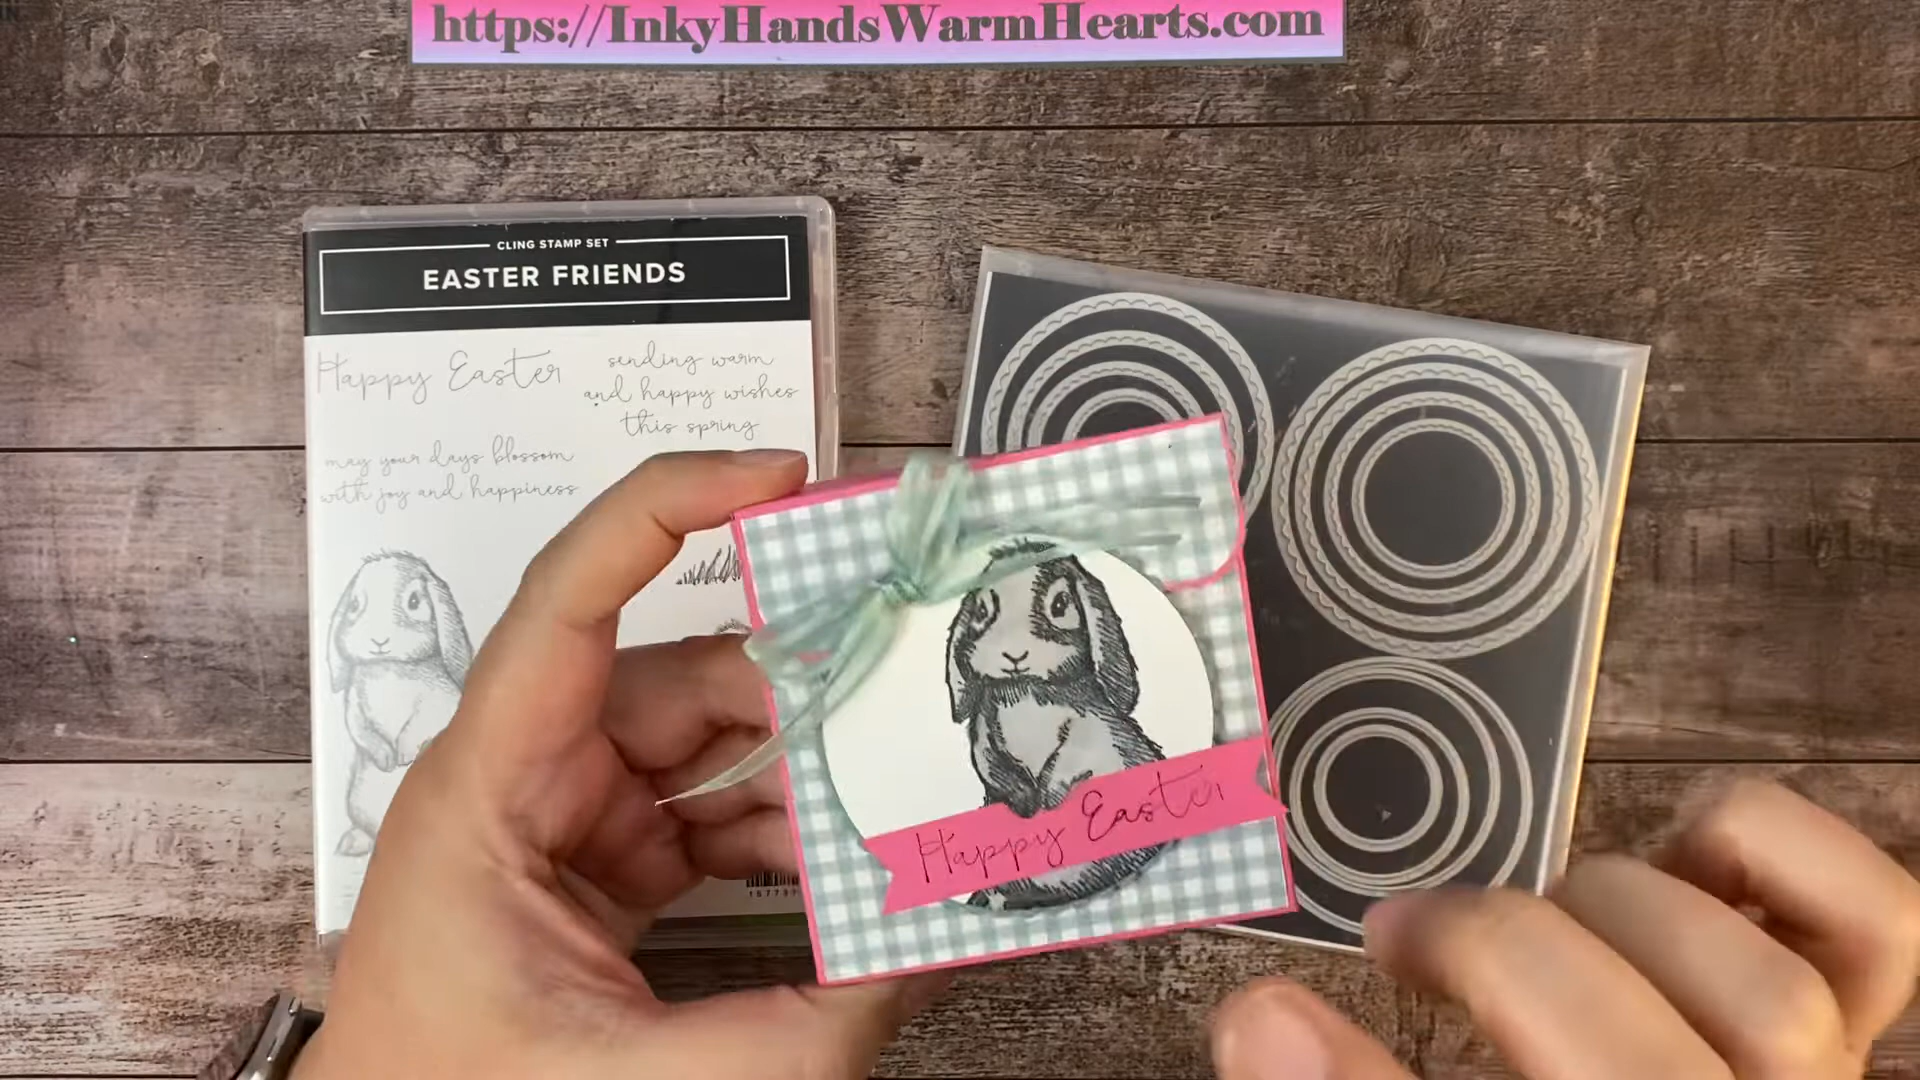 https://InkyHandsWarmHearts.com
CLING STAMP SET
EASTER FRIENDS
Happy Easter
sending warm
and happy wishes
this spring
may your days blossom
with joy and happiness
Happy Easter